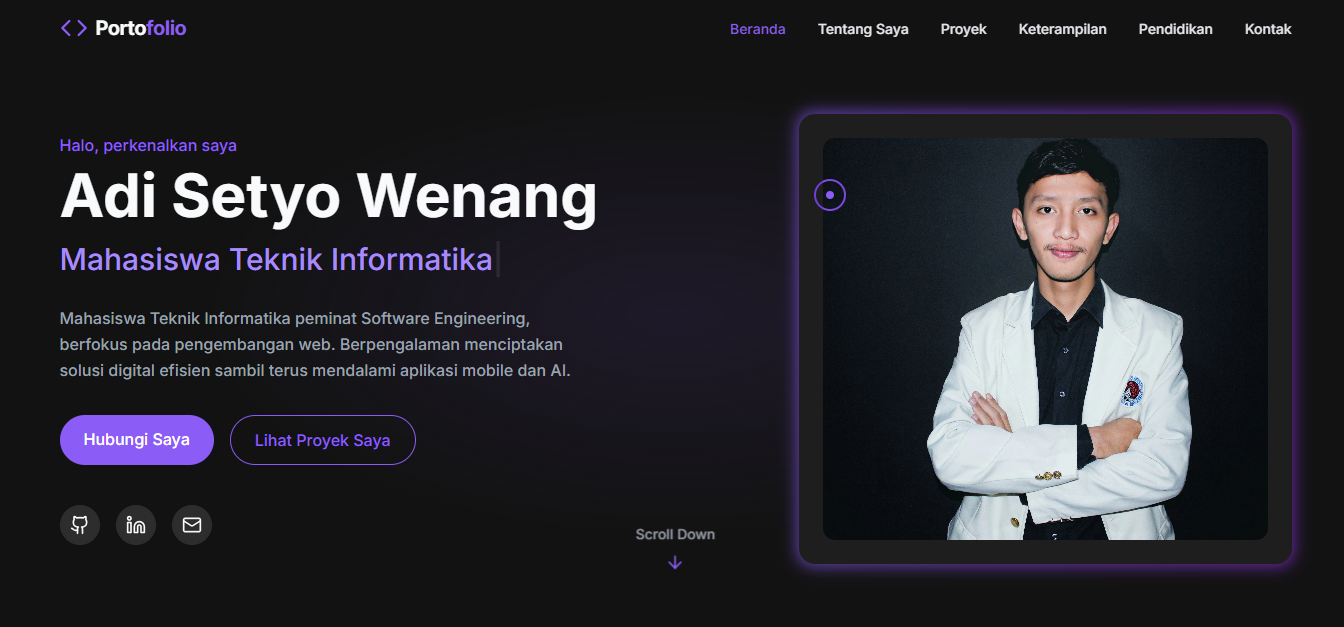 Portofolio
Beranda Tentang Saya Proyek Keterampilan Pendidikan Kontak
Halo, perkenalkan saya
Adi Setyo Wenang
Mahasiswa Teknik Informatika
Mahasiswa Teknik Informatika peminat Software Engineering,
berfokus pada pengembangan web. Berpengalaman menciptakan
solusi digital efisien sambil terus mendalami aplikasi mobile dan AI.
Hubungi Saya Lihat Proyek Saya
Scroll Down